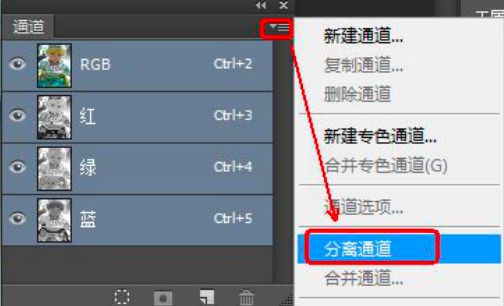 通道
RGB Ctrl+2
红 Ctrl+3
绿 Ctrl+4
蓝 Ctrl+5
新建通道...
复制通道...
删除通道
新建专色通道...
合并专色通道(G)
通道选项...
分离通道
合并通道...